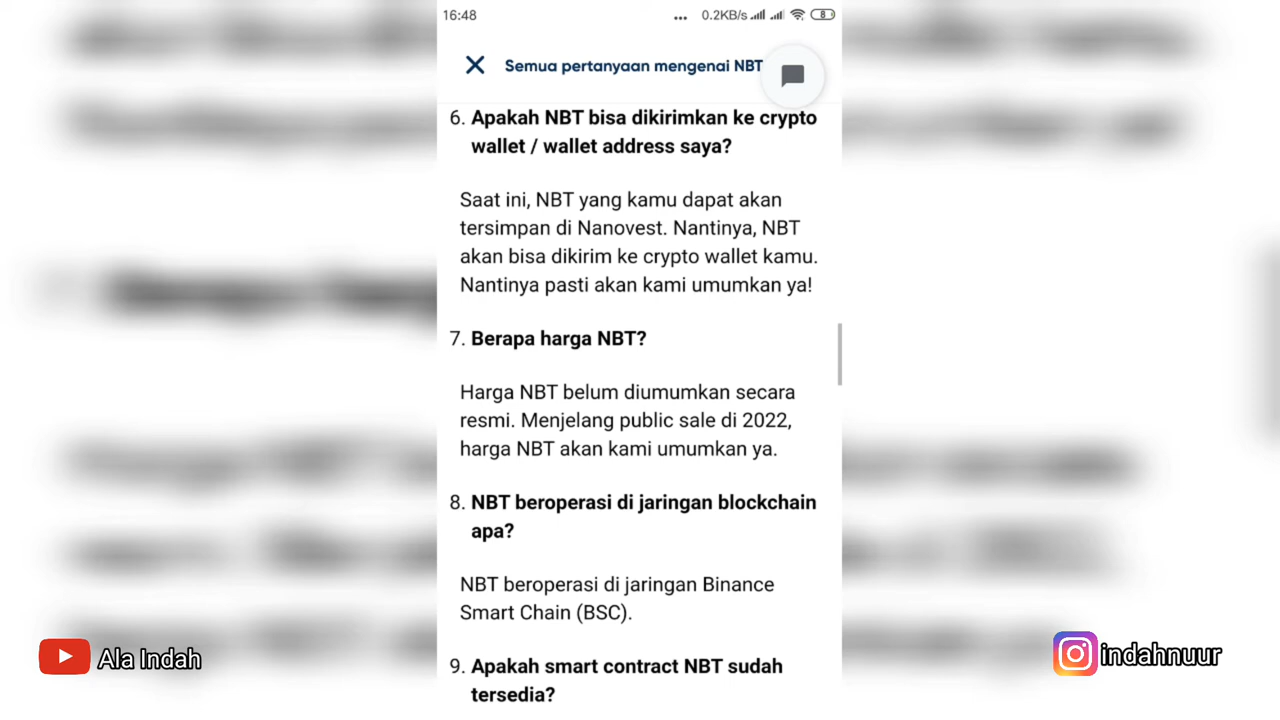 16:48
... 0.2KB/s 8
Semua pertanyaan mengenai NBT
6. Apakah NBT bisa dikirimkan ke crypto
wallet / wallet address saya?
Saat ini, NBT yang kamu dapat akan
tersimpan di Nanovest. Nantinya, NBT
akan bisa dikirim ke crypto wallet kamu.
Nantinya pasti akan kami umumkan ya!
7. Berapa harga NBT?
Harga NBT belum diumumkan secara
resmi. Menjelang public sale di 2022,
harga NBT akan kami umumkan ya.
8. NBT beroperasi di jaringan blockchain
apa?
NBT beroperasi di jaringan Binance
Smart Chain (BSC).
9. Apakah smart contract NBT sudah
tersedia?
Ala Indah
indahnuur